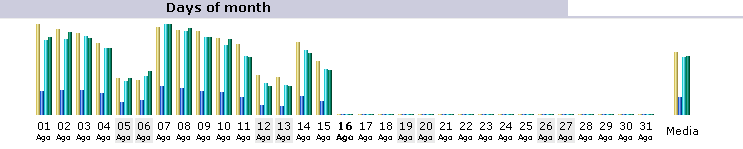 Days of month
01 02 03 04 05 06 07 08 09 10 11 12 13 14 15 16 17 18 19 20 21 22 23 24 25 26 27 28 29 30 31 Media
Aga Aga Aga Aga Aga Aga Aga Aga Aga Aga Aga Aga Aga Aga Aga Aga Aga Aga Aga Aga Aga Aga Aga Aga Aga Aga Aga Aga Aga Aga Aga